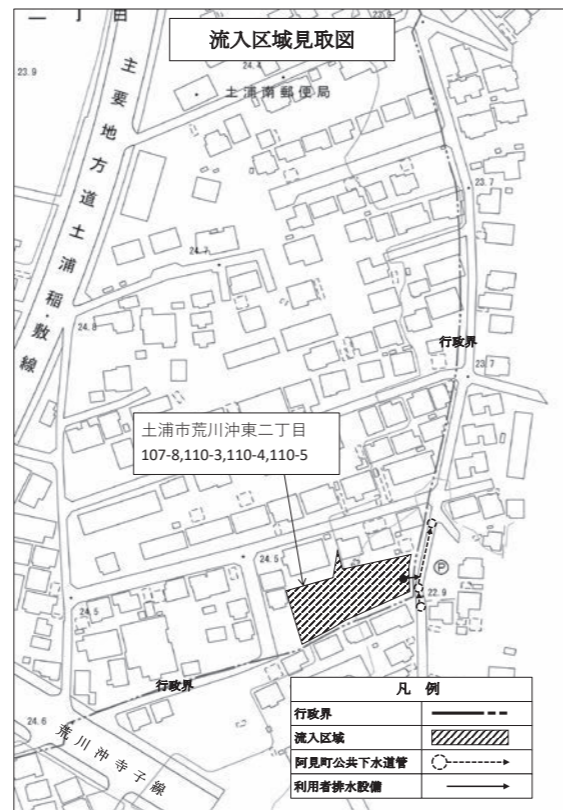 二丁目
流入区域見取図
23.9
24.4
土浦南郵便局
主要地方道土浦稲敷線
23.7
24.7
24.8
行政界
23.7
土浦市荒川沖東二丁目
107-8,110-3,110-4,110-5
24.5
Ⓟ
22.9
24.5
行政界
24.6
荒川沖寺子線
凡 例
行政界
流入区域
阿見町公共下水道管
利用者排水設備